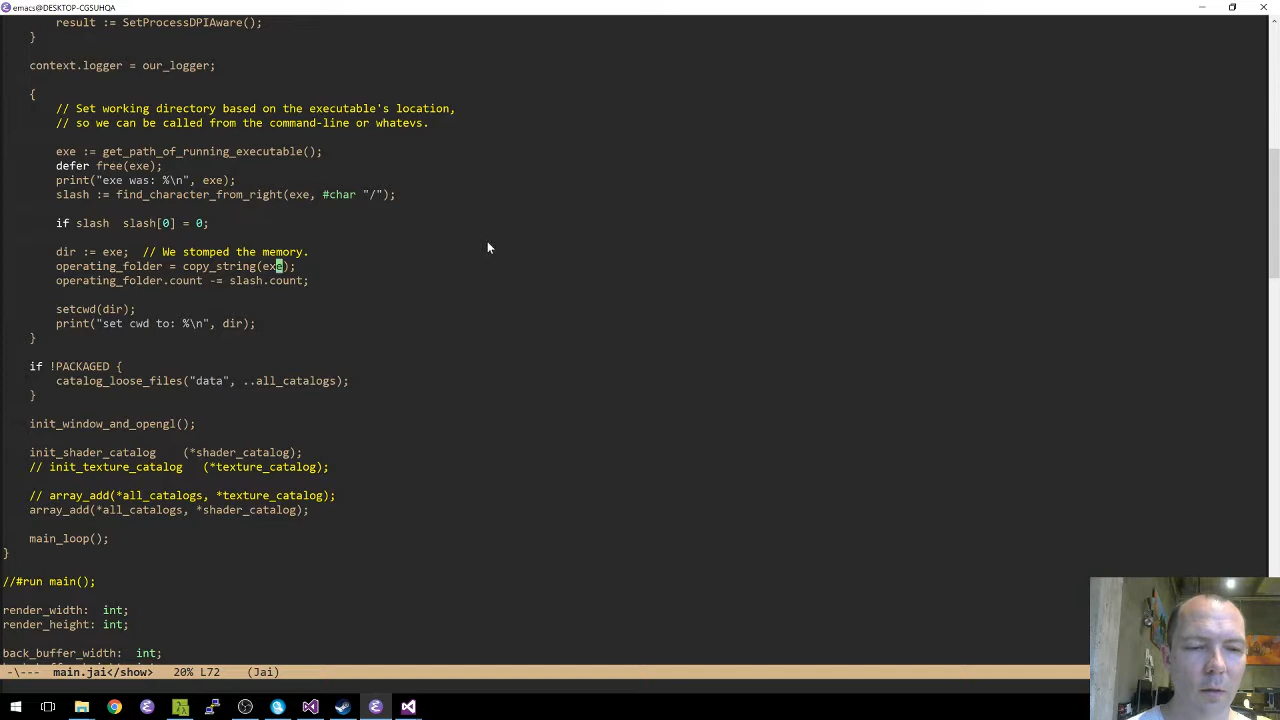 emacs@DESKTOP-CGSUHQA
result := SetProcessDPIAware();
}
context.logger = our_logger;
{
// Set working directory based on the executable's location,
// so we can be called from the command-line or whatevs.
exe := get_path_of_running_executable();
defer free(exe);
print("exe was: %\n", exe);
slash := find_character_from_right(exe, #char "/");
if slash  slash[0] = 0;
dir := exe;  // We stomped the memory.
operating_folder = copy_string(exe);
operating_folder.count -= slash.count;
setcwd(dir);
print("set cwd to: %\n", dir);
}
if !PACKAGED {
catalog_loose_files("data", ..all_catalogs);
}
init_window_and_opengl();
init_shader_catalog    (*shader_catalog);
// init_texture_catalog   (*texture_catalog);
// array_add(*all_catalogs, *texture_catalog);
array_add(*all_catalogs, *shader_catalog);
main_loop();
}
//#run main();
render_width:  int;
render_height: int;
back_buffer_width:  int;
-\---  main.jai</show>   20% L72    (Jai)